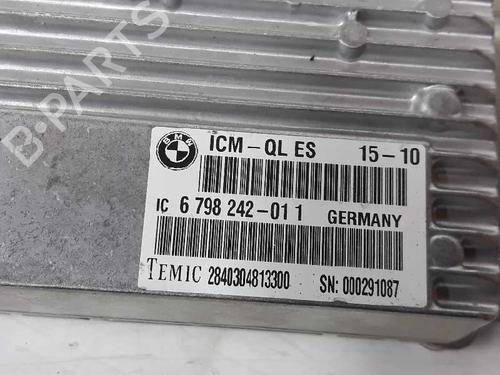 B-PARTS
BMW
ICM-QL ES 15-10
IC 6 798 242-01 1 GERMANY
TEMIC 2840304813300 SN: 000291087